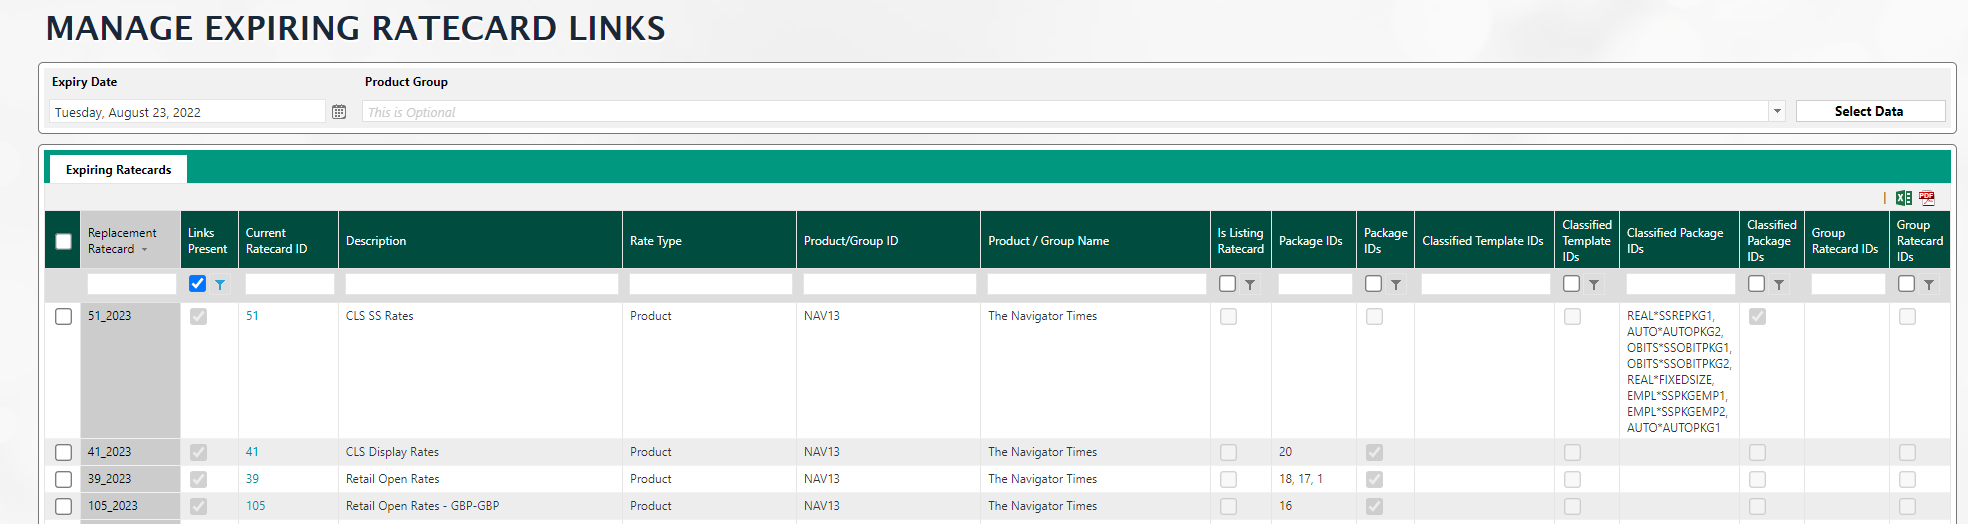 MANAGE EXPIRING RATECARD LINKS
Expiry Date Product Group
Tuesday, August 23, 2022 This is Optional Select Data
Expiring Ratecards
PDF
Replacement Ratecard Links Present Current Ratecard ID Description Rate Type Product/Group ID Product / Group Name Is Listing Ratecard Package IDs Package IDs Classified Template IDs Classified Template IDs Classified Package IDs Classified Package IDs Group Ratecard IDs Group Ratecard IDs
51_2023 51 CLS SS Rates Product NAV13 The Navigator Times REAL*SSREPKG1,
AUTO*AUTOPKG2,
OBITS*SSOBITPKG1,
OBITS*SSOBITPKG2,
REAL*FIXEDSIZE,
EMPL*SSPKGEMP1,
EMPL*SSPKGEMP2,
AUTO*AUTOPKG1
41_2023 41 CLS Display Rates Product NAV13 The Navigator Times 20
39_2023 39 Retail Open Rates Product NAV13 The Navigator Times 18, 17, 1
105_2023 105 Retail Open Rates - GBP-GBP Product NAV13 The Navigator Times 16